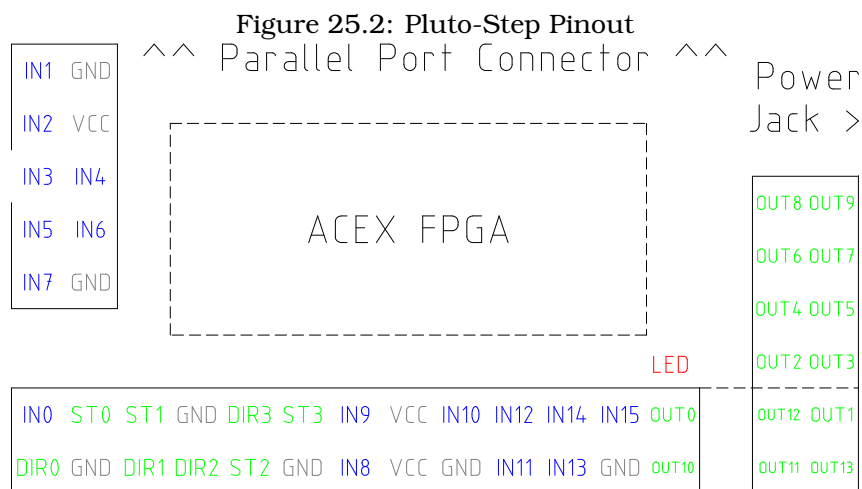 Figure 25.2: Pluto-Step Pinout
^^ Parallel Port Connector ^^
Power
Jack >
IN1 GND
IN2 VCC
IN3 IN4
IN5 IN6
IN7 GND
ACEX FPGA
OUT8 OUT9
OUT6 OUT7
OUT4 OUT5
OUT2 OUT3
OUT12 OUT1
OUT11 OUT13
LED
IN0 ST0 ST1 GND DIR3 ST3 IN9 VCC IN10 IN12 IN14 IN15 OUT0
DIR0 GND DIR1 DIR2 ST2 GND IN8 VCC GND IN11 IN13 GND OUT10